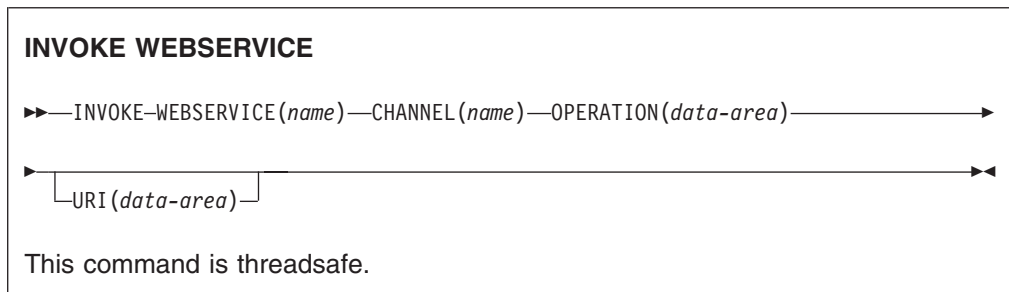 INVOKE WEBSERVICE
INVOKE WEBSERVICE(name) CHANNEL(name) OPERATION(data-area)
URI(data-area)
This command is threadsafe.